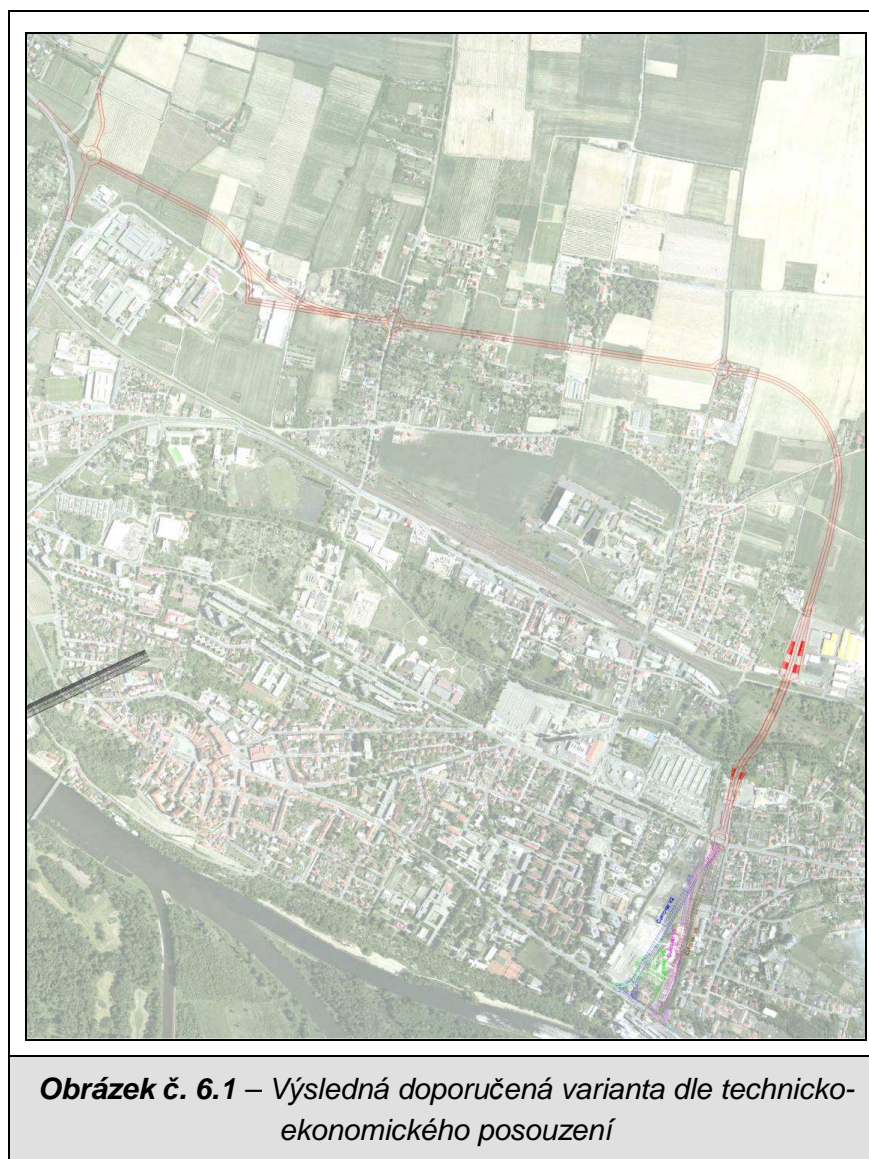 Obrázek č. 6.1 – Výsledná doporučená varianta dle technicko-
ekonomického posouzení